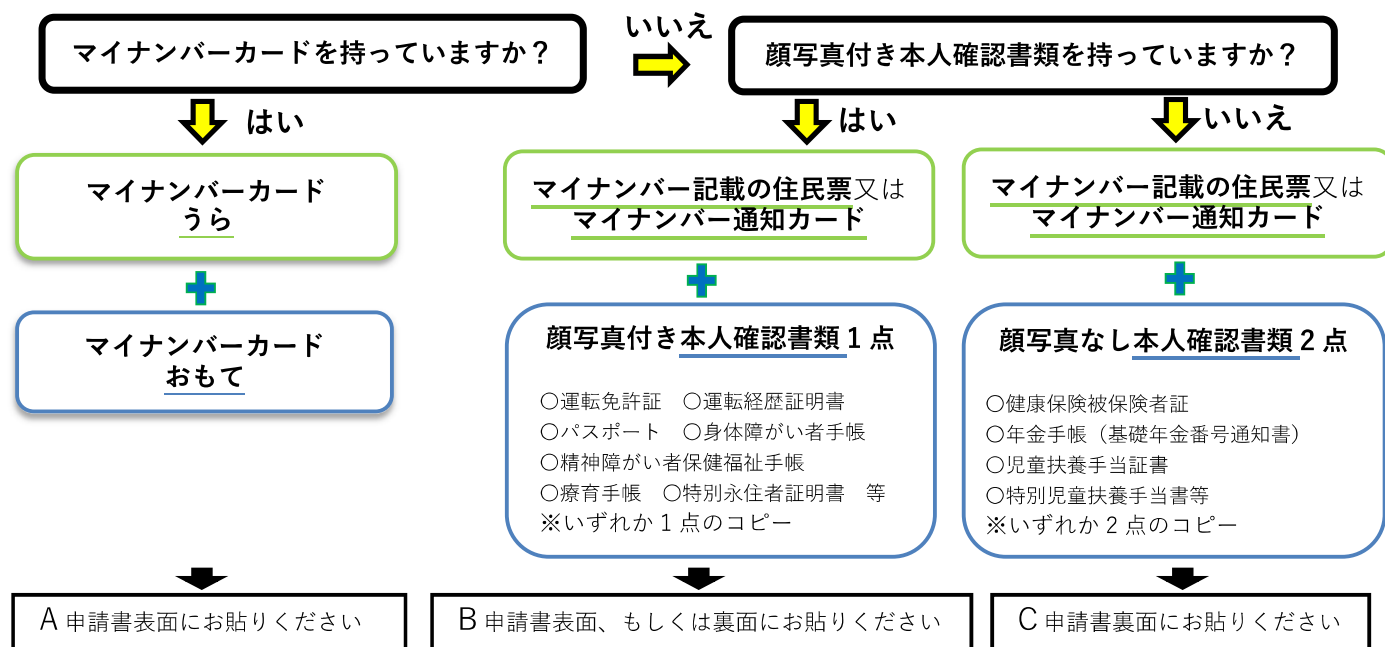 マイナンバーカードを持っていますか？
いいえ
顔写真付き本人確認書類を持っていますか？
はい
はい
いいえ
マイナンバーカード
うら
マイナンバーカード
おもて
マイナンバー記載の住民票又は
マイナンバー通知カード
顔写真付き本人確認書類１点
○運転免許証　○運転経歴証明書
○パスポート　○身体障がい者手帳
○精神障がい者保健福祉手帳
○療育手帳　○特別永住者証明書　等
※いずれか１点のコピー
マイナンバー記載の住民票又は
マイナンバー通知カード
顔写真なし本人確認書類２点
○健康保険被保険者証
○年金手帳（基礎年金番号通知書）
○児童扶養手当証書
○特別児童扶養手当書等
※いずれか２点のコピー
A 申請書表面にお貼りください
B 申請書表面、もしくは裏面にお貼りください
C 申請書裏面にお貼りください